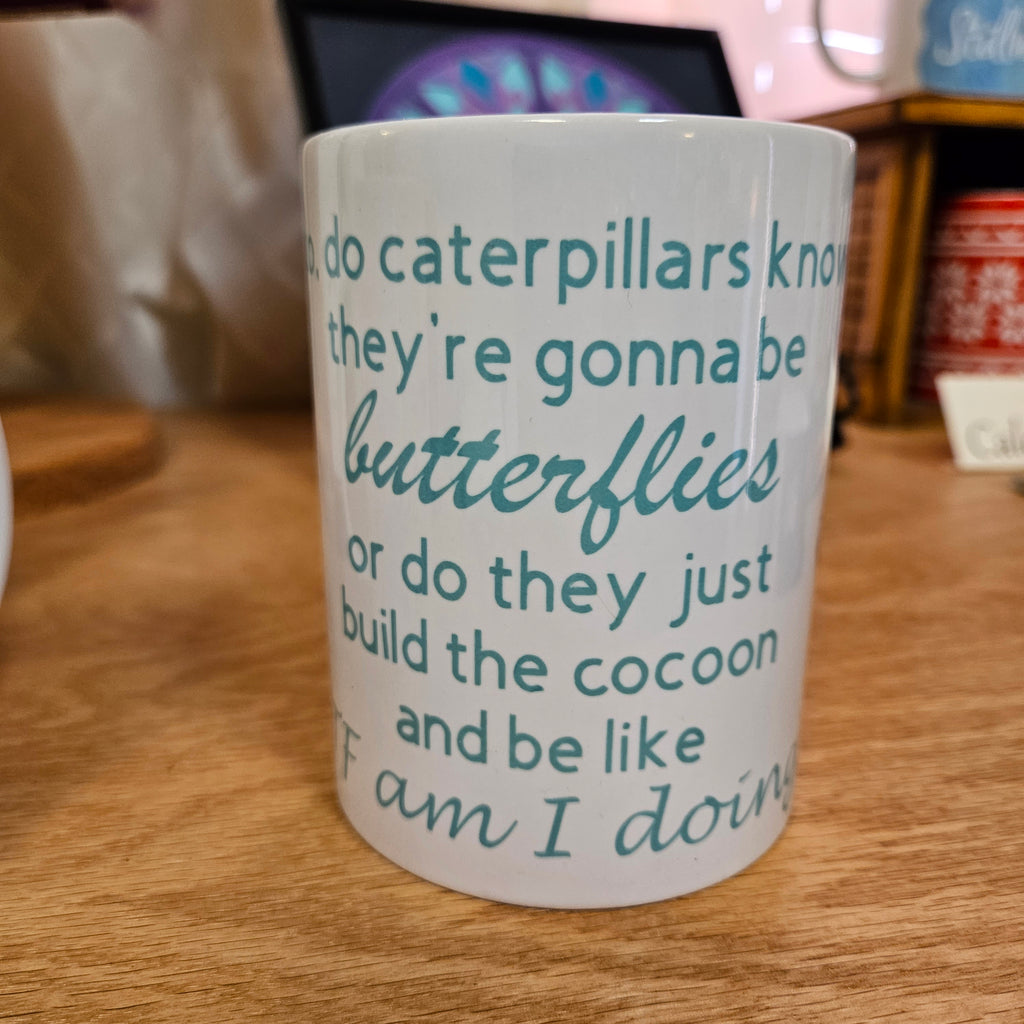 do caterpillars know
they're gonna be
butterflies
or do they just
build the cocoon
and be like
am I doing